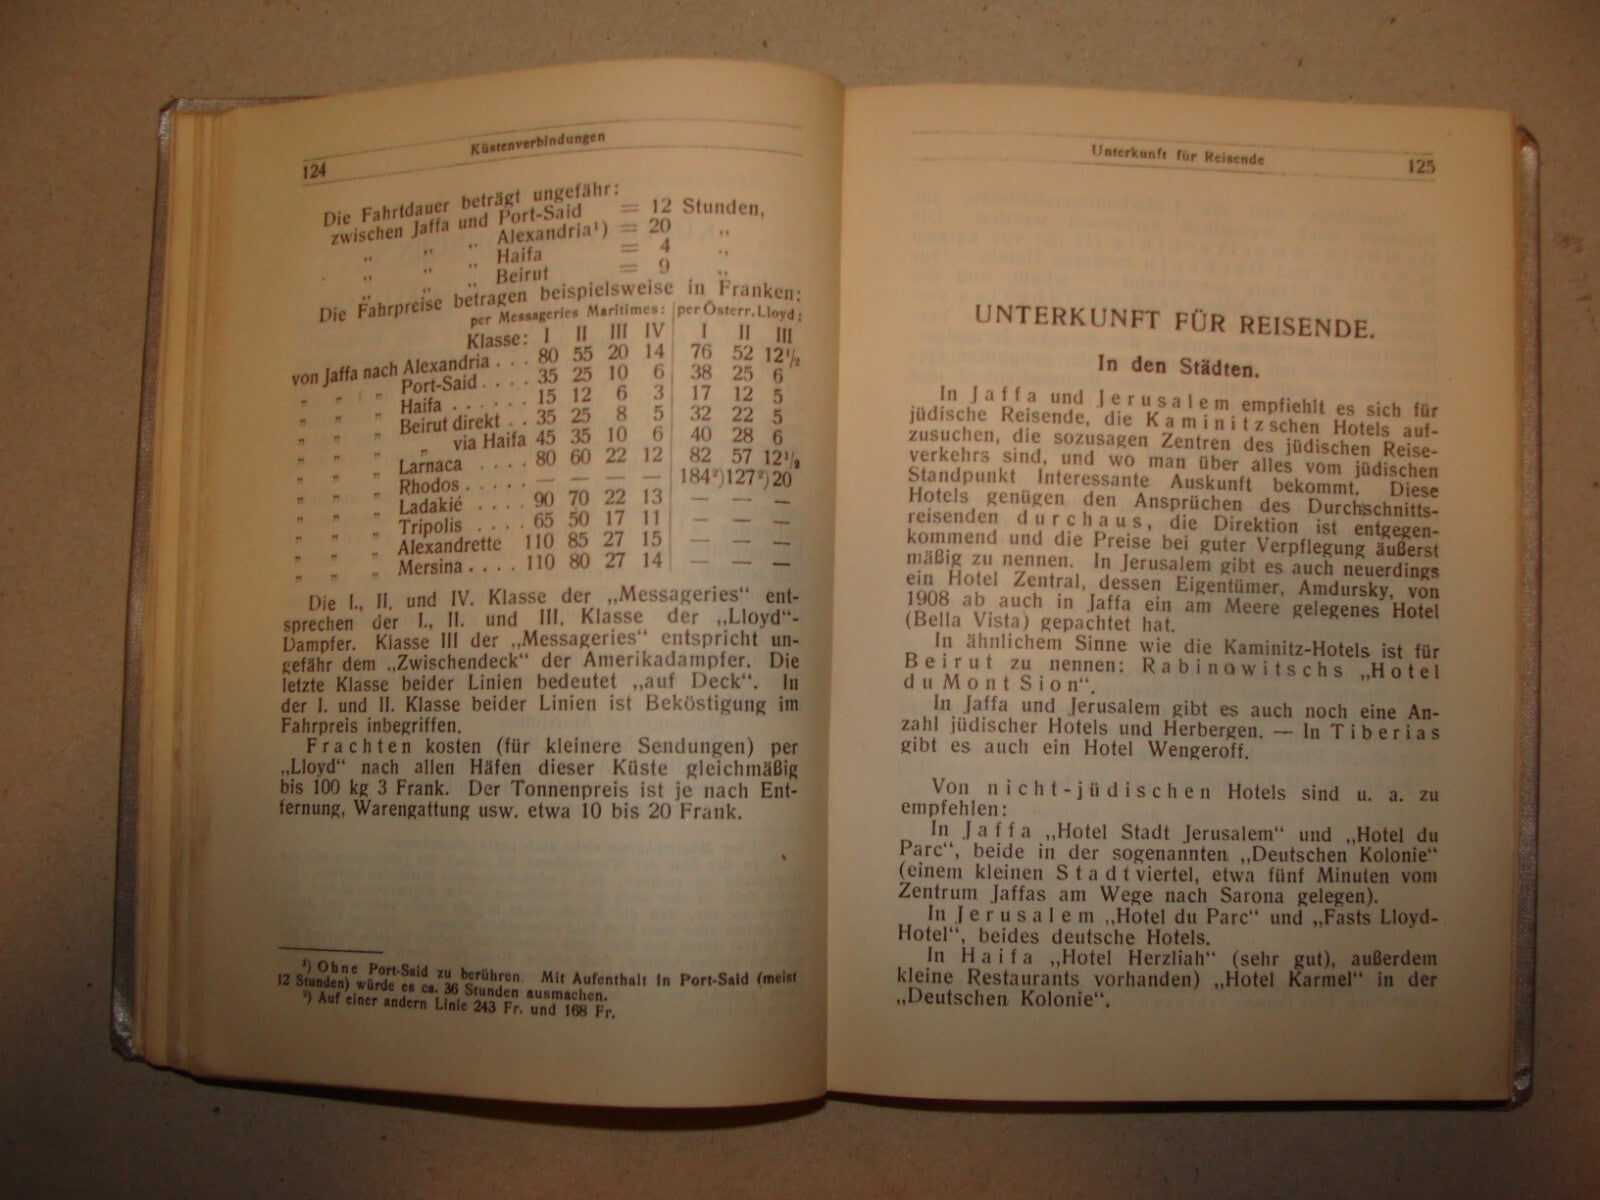 124
Küstenverbindungen
Die Fahrtdauer beträgt ungefähr:
zwischen Jaffa und Port-Said = 12 Stunden,
„ „ „ Alexandria¹) = 20 „
„ „ „ Haifa = 4 „
„ „ „ Beirut = 9 „
Die Fahrpreise betragen beispielsweise in Franken:
per Messageries Maritimes: per Österr. Lloyd:
Klasse: I II III IV I II III
von Jaffa nach Alexandria . . . 80 55 20 14 76 52 12½
„ „ „ Port-Said . . . . 35 25 10 6 38 25 6
„ „ „ Haifa . . . . . . 15 12 6 3 17 12 5
„ „ „ Beirut direkt . . 35 25 8 5 32 22 5
„ „ „ „ via Haifa 45 35 10 6 40 28 6
„ „ „ Larnaca . . . . 80 60 22 12 82 57 12½
„ „ „ Rhodos . . . . . — — — — 184²) 127²) 20
„ „ „ Ladakié . . . . 90 70 22 13 — — —
„ „ „ Tripolis . . . . 65 50 17 11 — — —
„ „ „ Alexandrette 110 85 27 15 — — —
„ „ „ Mersina . . . . 110 80 27 14 — — —
Die I., II. und IV. Klasse der „Messageries“ ent-
sprechen der I., II. und III. Klasse der „Lloyd“-
Dampfer. Klasse III der „Messageries“ entspricht un-
gefähr dem „Zwischendeck“ der Amerikadampfer. Die
letzte Klasse beider Linien bedeutet „auf Deck“. In
der I. und II. Klasse beider Linien ist Beköstigung im
Fahrpreis inbegriffen.
Frachten kosten (für kleinere Sendungen) per
„Lloyd“ nach allen Häfen dieser Küste gleichmäßig
bis 100 kg 3 Frank. Der Tonnenpreis ist je nach Ent-
fernung, Warengattung usw. etwa 10 bis 20 Frank.
¹) Ohne Port-Said zu berühren. Mit Aufenthalt in Port-Said (meist
12 Stunden) würde es ca. 36 Stunden ausmachen.
²) Auf einer andern Linie 243 Fr. und 168 Fr.
Unterkunft für Reisende
125
UNTERKUNFT FÜR REISENDE.
In den Städten.
In Jaffa und Jerusalem empfiehlt es sich für
jüdische Reisende, die Kaminitzschen Hotels auf-
zusuchen, die sozusagen Zentren des jüdischen Reise-
verkehrs sind, und wo man über alles vom jüdischen
Standpunkt Interessante Auskunft bekommt. Diese
Hotels genügen den Ansprüchen des Durchschnitts-
reisenden durchaus, die Direktion ist entgegen-
kommend und die Preise bei guter Verpflegung äußerst
mäßig zu nennen. In Jerusalem gibt es auch neuerdings
ein Hotel Zentral, dessen Eigentümer, Amdursky, von
1908 ab auch in Jaffa ein am Meere gelegenes Hotel
(Bella Vista) gepachtet hat.
In ähnlichem Sinne wie die Kaminitz-Hotels ist für
Beirut zu nennen: Rabinowitschs „Hotel
du Mont Sion“.
In Jaffa und Jerusalem gibt es auch noch eine An-
zahl jüdischer Hotels und Herbergen. — In Tiberias
gibt es auch ein Hotel Wengeroff.
Von nicht-jüdischen Hotels sind u. a. zu
empfehlen:
In Jaffa „Hotel Stadt Jerusalem“ und „Hotel du
Parc“, beide in der sogenannten „Deutschen Kolonie“
(einem kleinen Stadtviertel, etwa fünf Minuten vom
Zentrum Jaffas am Wege nach Sarona gelegen).
In Jerusalem „Hotel du Parc“ und „Fasts Lloyd-
Hotel“, beides deutsche Hotels.
In Haifa „Hotel Herzliah“ (sehr gut), außerdem
kleine Restaurants vorhanden) „Hotel Karmel“ in der
„Deutschen Kolonie“.